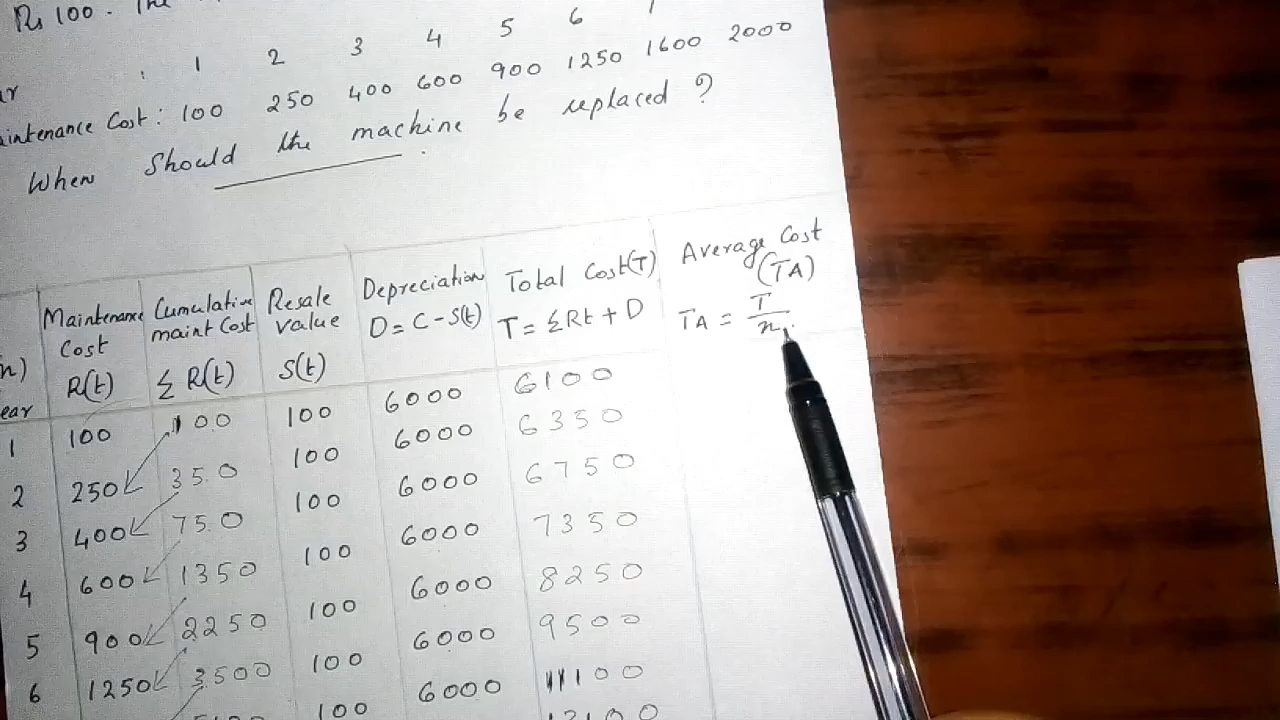 Rs 100. The
1 2 3 4 5 6
aintenance Cost: 100 250 400 600 900 1250 1600 2000
When should the machine be replaced ?
n) ear Maintenance Cost R(t) Cumulative maint Cost Σ R(t) Resale value S(t) Depreciation D = C - S(t) Total Cost(T) T = ΣRt + D Average Cost (TA) TA = T/n
1 100 100 100 6000 6100
2 250 350 100 6000 6350
3 400 750 100 6000 6750
4 600 1350 100 6000 7350
5 900 2250 100 6000 8250
6 1250 3500 100 6000 9500
100 6000 11100